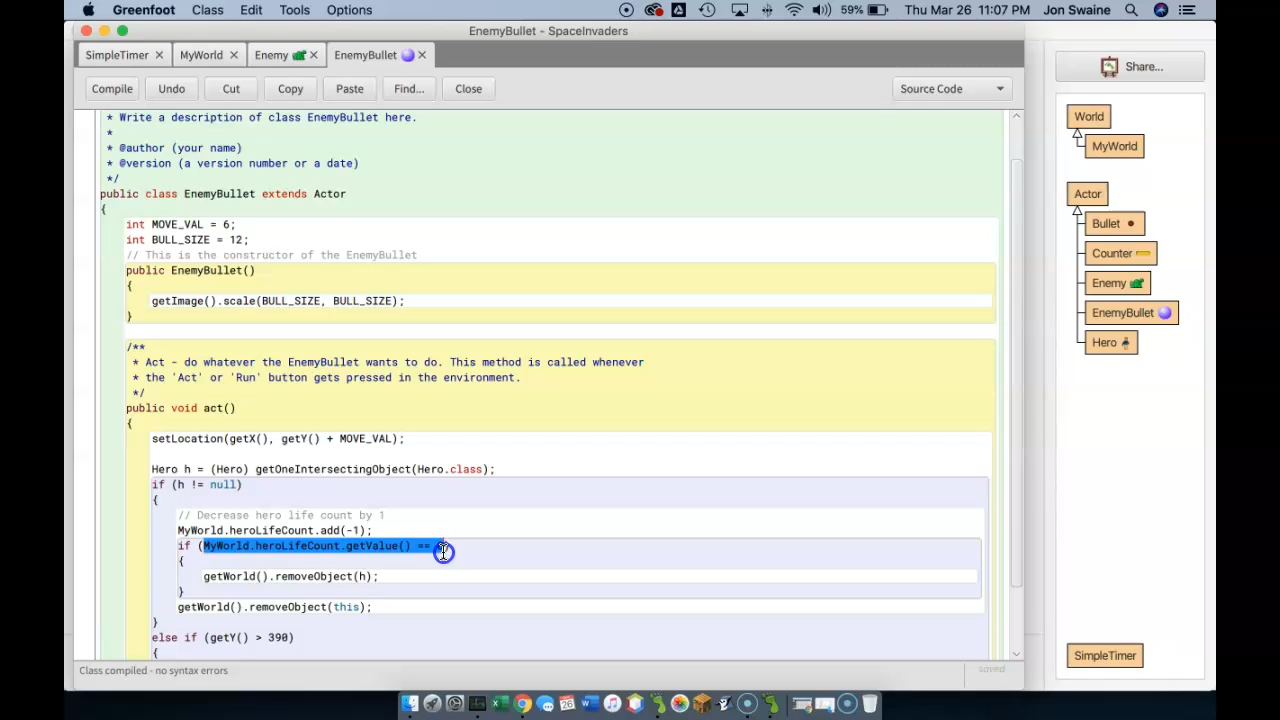 Greenfoot Class Edit Tools Options 59% Thu Mar 26 11:07 PM Jon Swaine
EnemyBullet - SpaceInvaders
SimpleTimer MyWorld Enemy EnemyBullet
Compile Undo Cut Copy Paste Find... Close Source Code
Share...
* Write a description of class EnemyBullet here.
*
* @author (your name)
* @version (a version number or a date)
*/
public class EnemyBullet extends Actor
{
int MOVE_VAL = 6;
int BULL_SIZE = 12;
// This is the constructor of the EnemyBullet
public EnemyBullet()
{
getImage().scale(BULL_SIZE, BULL_SIZE);
}
/**
* Act - do whatever the EnemyBullet wants to do. This method is called whenever
* the 'Act' or 'Run' button gets pressed in the environment.
*/
public void act()
{
setLocation(getX(), getY() + MOVE_VAL);
Hero h = (Hero) getOneIntersectingObject(Hero.class);
if (h != null)
{
// Decrease hero life count by 1
MyWorld.heroLifeCount.add(-1);
if (MyWorld.heroLifeCount.getValue() ==
{
getWorld().removeObject(h);
}
getWorld().removeObject(this);
}
else if (getY() > 390)
{
Class compiled - no syntax errors
saved
World
MyWorld
Actor
Bullet
Counter
Enemy
EnemyBullet
Hero
SimpleTimer
26